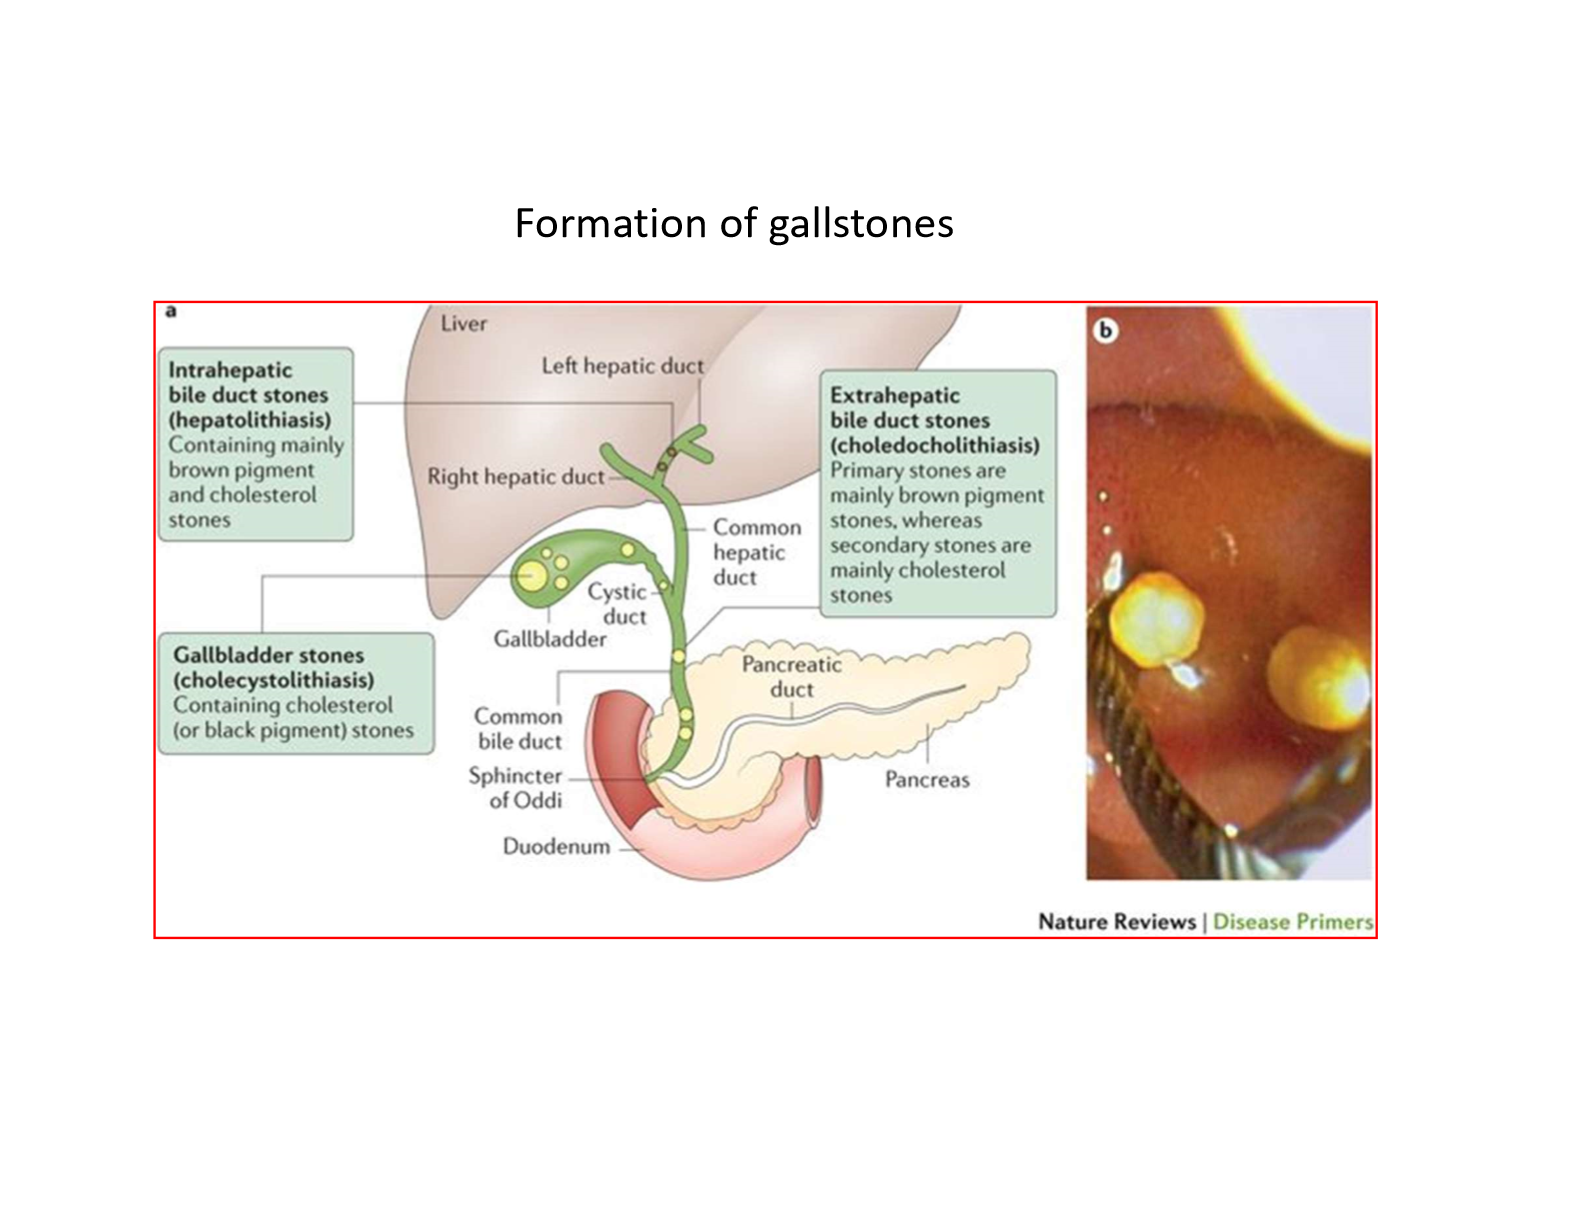 Formation of gallstones
a
Liver
Left hepatic duct
Intrahepatic
bile duct stones
(hepatolithiasis)
Containing mainly
brown pigment
and cholesterol
stones
Right hepatic duct
Extrahepatic
bile duct stones
(choledocholithiasis)
Primary stones are
mainly brown pigment
stones, whereas
secondary stones are
mainly cholesterol
stones
Common
hepatic
duct
Cystic
duct
Gallbladder
Gallbladder stones
(cholecystolithiasis)
Containing cholesterol
(or black pigment) stones
Pancreatic
duct
Common
bile duct
Sphincter
of Oddi
Pancreas
Duodenum
b
Nature Reviews | Disease Primers